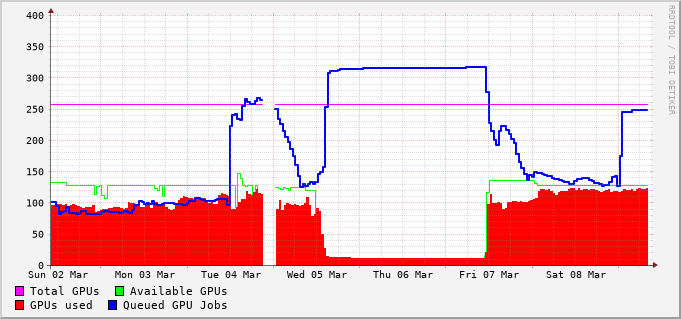 400
350
300
250
200
150
100
50
0
Sun 02 Mar Mon 03 Mar Tue 04 Mar Wed 05 Mar Thu 06 Mar Fri 07 Mar Sat 08 Mar
Total GPUs Available GPUs
GPUs used Queued GPU Jobs
RRDTOOL / TOBI OETIKER